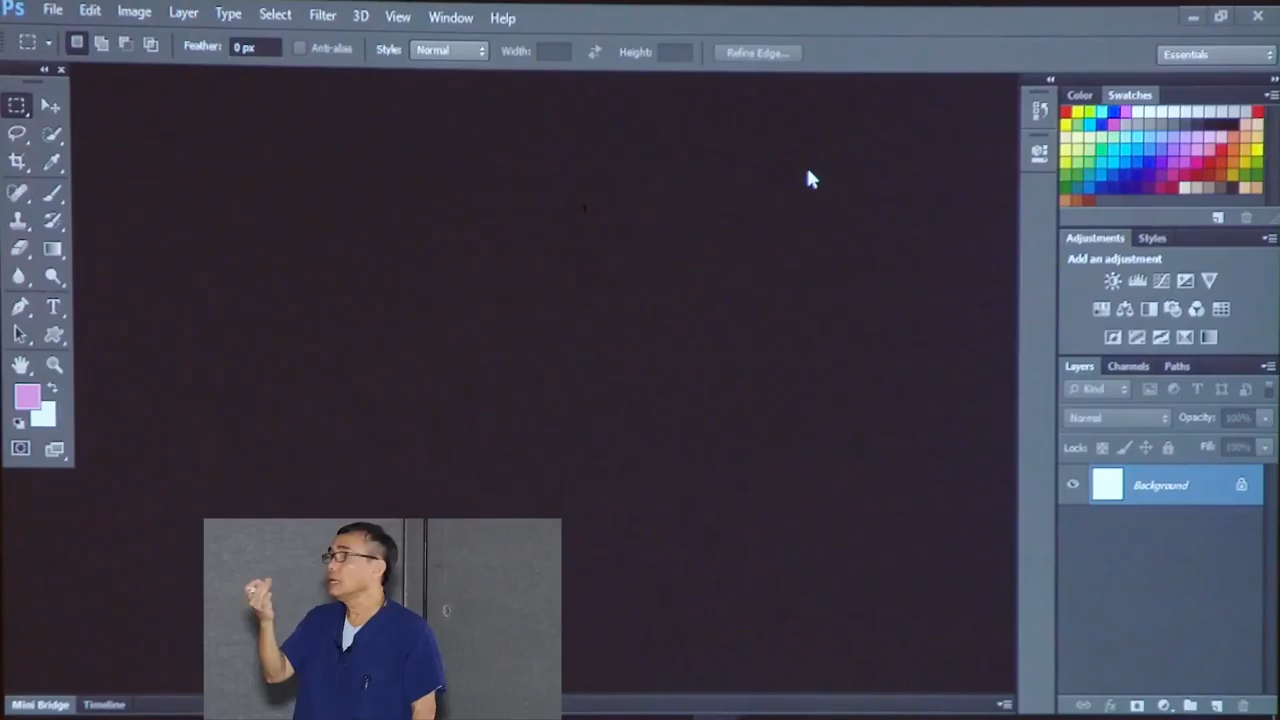 Ps File Edit Image Layer Type Select Filter 3D View Window Help
Feather: 0 px Anti-alias Style: Normal Width: Height: Refine Edge... Essentials
Color Swatches
Adjustments Styles
Add an adjustment
Layers Channels Paths
Kind
Normal Opacity: 100%
Lock: Fill: 100%
Background
Mini Bridge Timeline